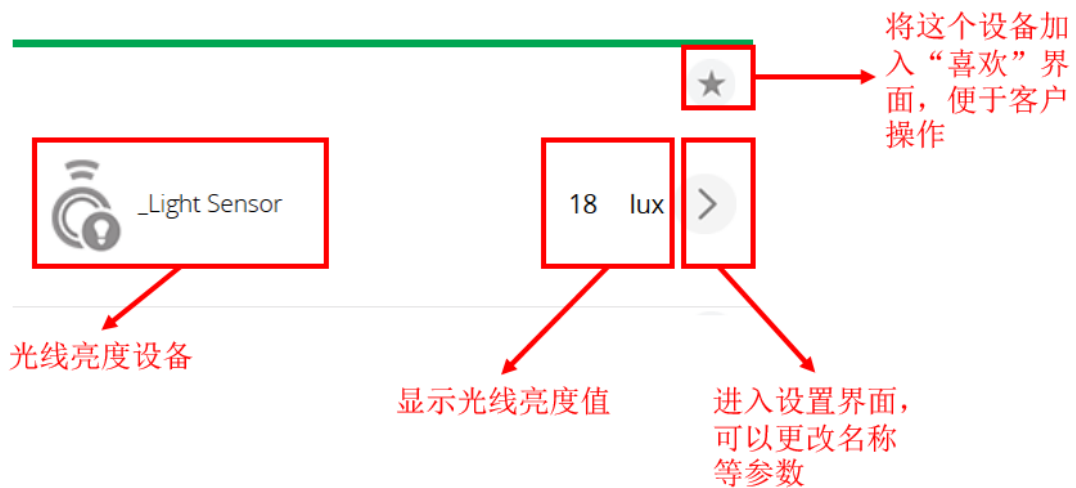 将这个设备加
入“喜欢”界
面，便于客户
操作
_Light Sensor
18 lux
光线亮度设备
显示光线亮度值
进入设置界面，
可以更改名称
等参数